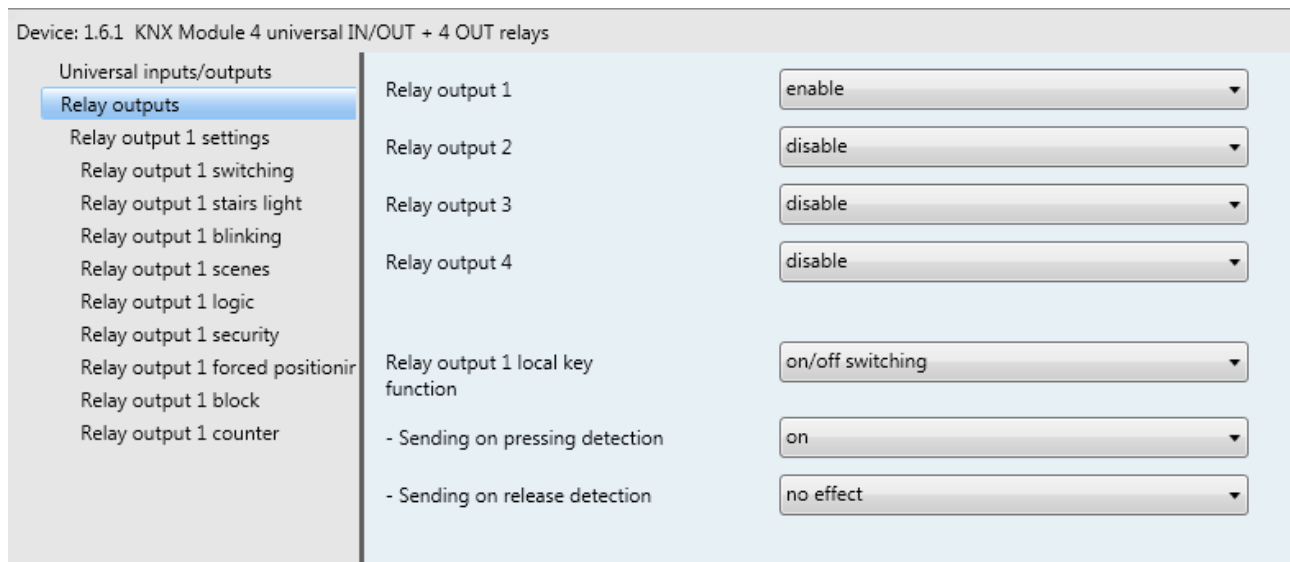 Device: 1.6.1 KNX Module 4 universal IN/OUT + 4 OUT relays
Universal inputs/outputs
Relay outputs
Relay output 1 settings
Relay output 1 switching
Relay output 1 stairs light
Relay output 1 blinking
Relay output 1 scenes
Relay output 1 logic
Relay output 1 security
Relay output 1 forced positionir
Relay output 1 block
Relay output 1 counter
Relay output 1 enable
Relay output 2 disable
Relay output 3 disable
Relay output 4 disable
Relay output 1 local key on/off switching
function
- Sending on pressing detection on
- Sending on release detection no effect